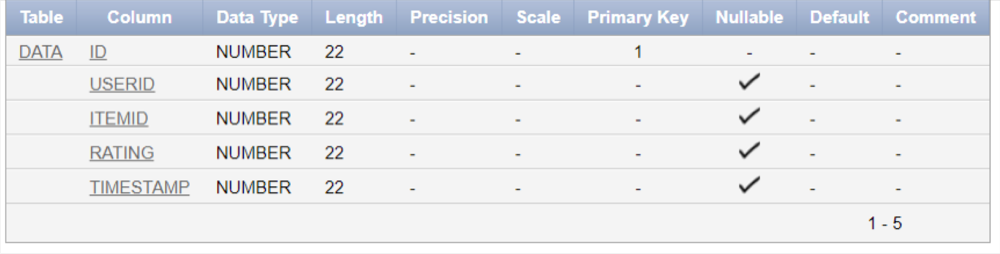 Table Column Data Type Length Precision Scale Primary Key Nullable Default Comment
DATA ID NUMBER 22 - - 1 - - -
USERID NUMBER 22 - - - ✓ - -
ITEMID NUMBER 22 - - - ✓ - -
RATING NUMBER 22 - - - ✓ - -
TIMESTAMP NUMBER 22 - - - ✓ - -
1 - 5